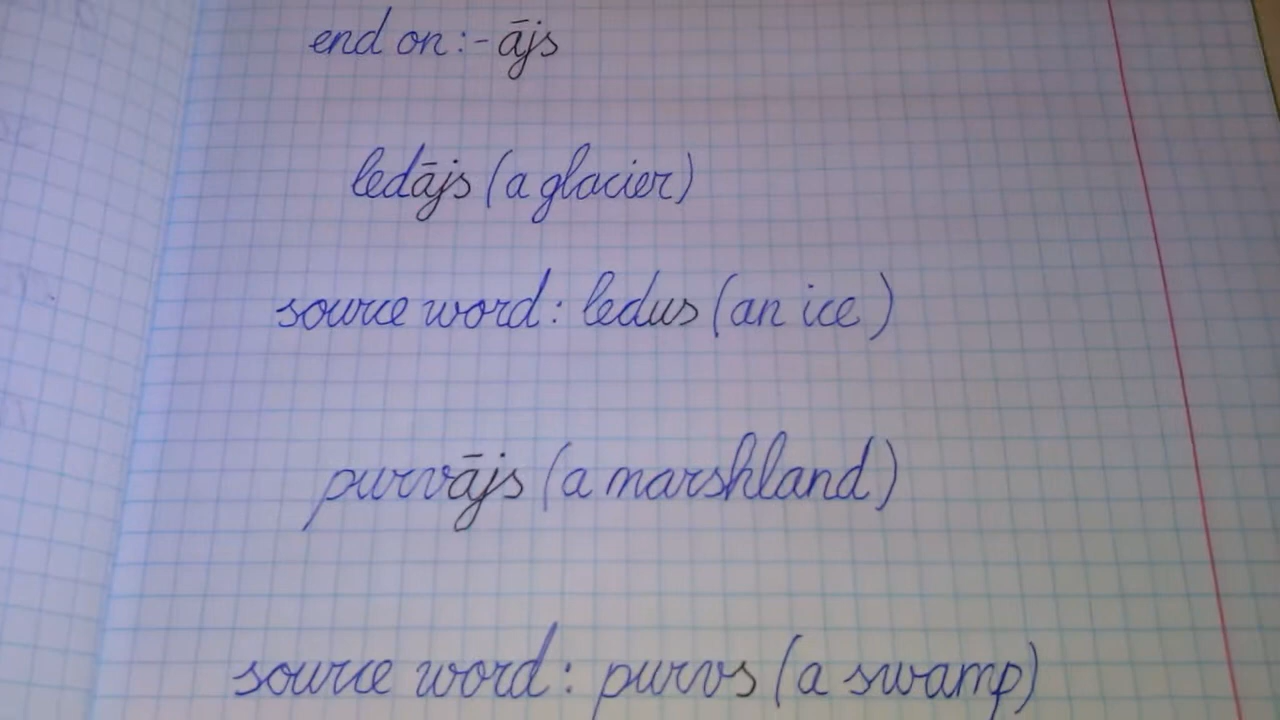 end on: -ājs
ledājs (a glacier)
source word: ledus (an ice)
purvājs (a marshland)
source word: purvs (a swamp)